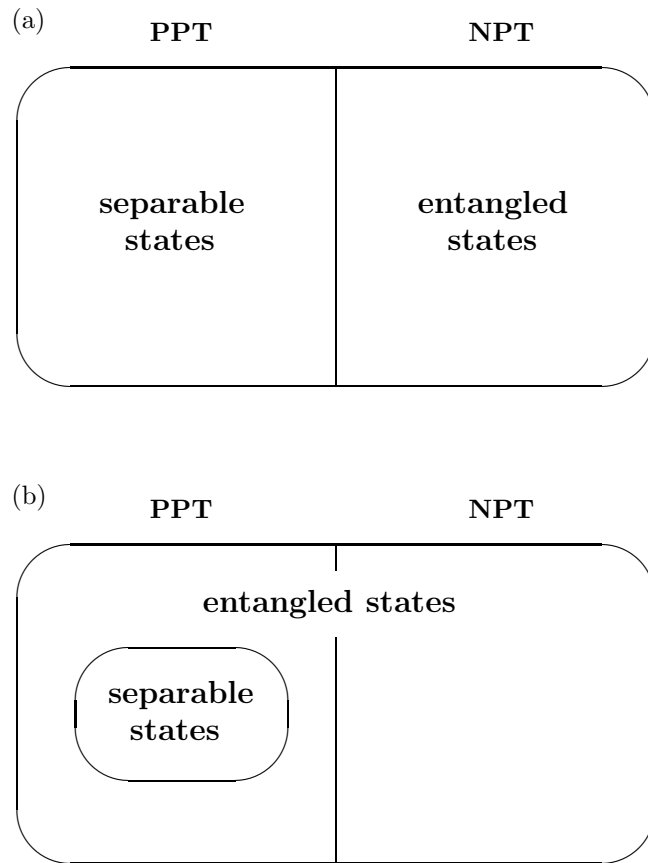 (a)
PPT NPT
separable
states
entangled
states
(b)
PPT NPT
entangled states
separable
states